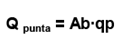 Q punta = Ab·qp